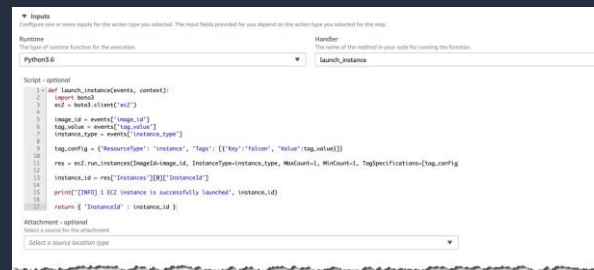 ▼ Inputs
Configure one or more inputs for the action type you selected. The input fields provided for you depend on the action type you selected for the step.
Runtime
The type of runtime function for the execution.
Python3.6
Handler
The name of the method in your code for running the function.
launch_instance
Script - optional
1 def launch_instance(events, context):
2 import boto3
3 ec2 = boto3.client('ec2')
4
5 image_id = events['image_id']
6 tag_value = events['tag_value']
7 instance_type = events['instance_type']
8
9 tag_config = {'ResourceType': 'instance', 'Tags': [{'Key':'falcon', 'Value':tag_value}]}
10
11 res = ec2.run_instances(ImageId=image_id, InstanceType=instance_type, MaxCount=1, MinCount=1, TagSpecifications=[tag_config
12
13 instance_id = res['Instances'][0]['InstanceId']
14
15 print('[INFO] 1 EC2 instance is successfully launched', instance_id)
16
17 return { 'InstanceId' : instance_id }
Attachment - optional
Select a source for the attachment
Select a source location type